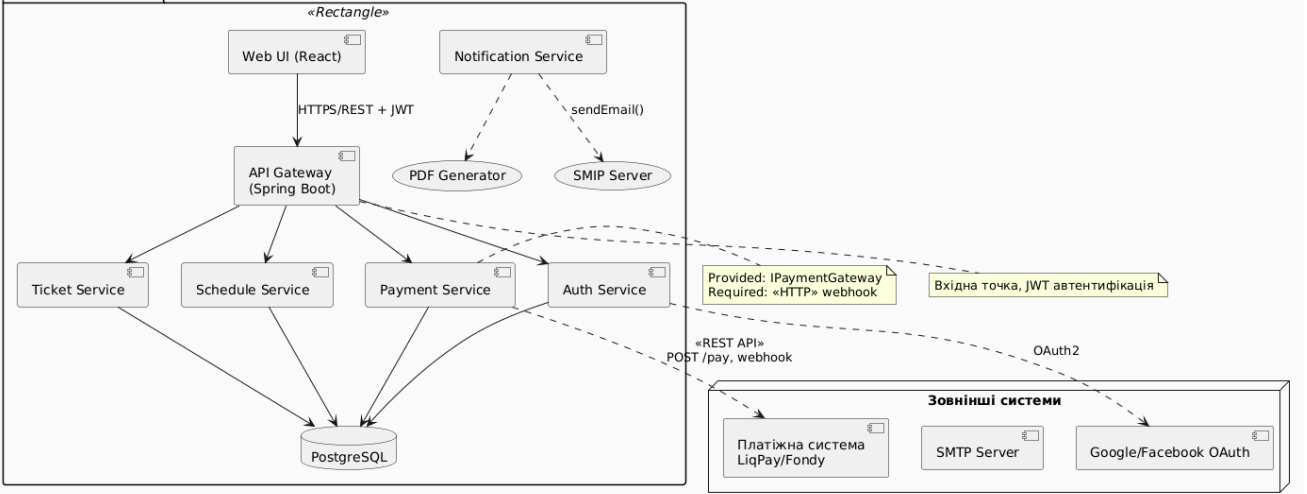 «Rectangle»
Web UI (React)
Notification Service
HTTPS/REST + JWT
sendEmail()
API Gateway
(Spring Boot)
PDF Generator
SMIP Server
Ticket Service
Schedule Service
Payment Service
Auth Service
Provided: IPaymentGateway
Required: «HTTP» webhook
Вхідна точка, JWT автентифікація
«REST API»
POST /pay, webhook
OAuth2
Зовнішні системи
Платіжна система
LiqPay/Fondy
SMTP Server
Google/Facebook OAuth
PostgreSQL